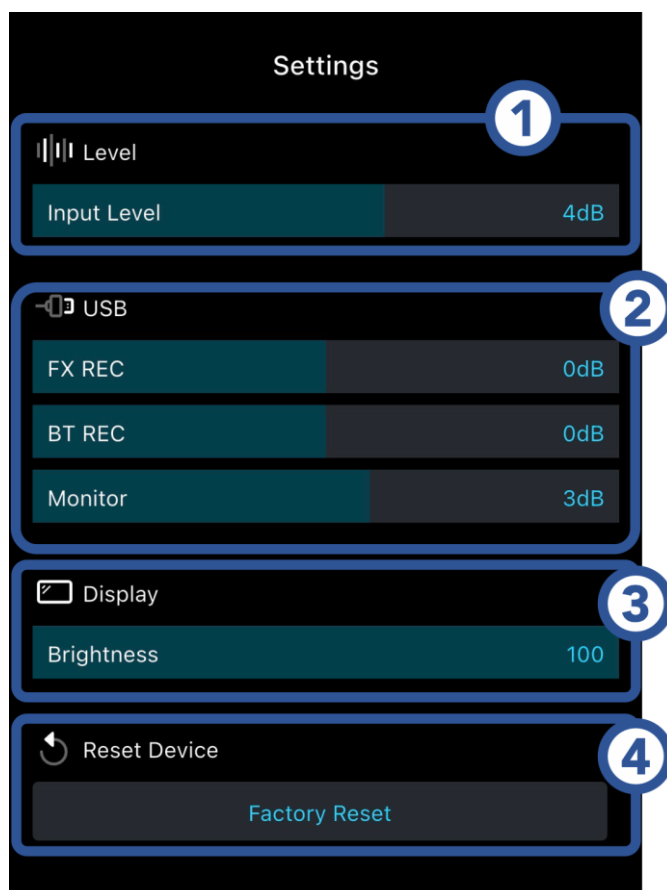 Settings
1
Level
Input Level 4dB
2
USB
FX REC 0dB
BT REC 0dB
Monitor 3dB
3
Display
Brightness 100
4
Reset Device
Factory Reset